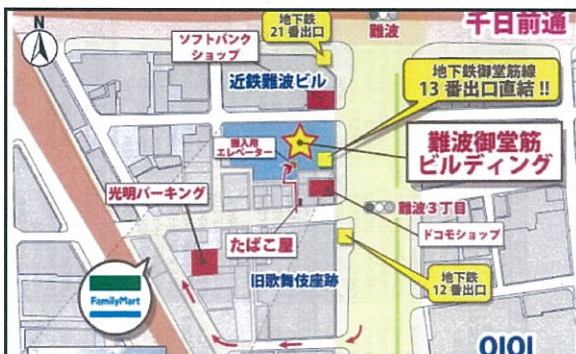 N
地下鉄
21番出口
難波
千日前通
ソフトバンク
ショップ
近鉄難波ビル
地下鉄御堂筋線
13番出口直結!!
搬入用
エレベーター
難波御堂筋
ビルディング
光明パーキング
難波3丁目
たばこ屋
ドコモショップ
FamilyMart
旧歌舞伎座跡
地下鉄
12番出口
OIOI